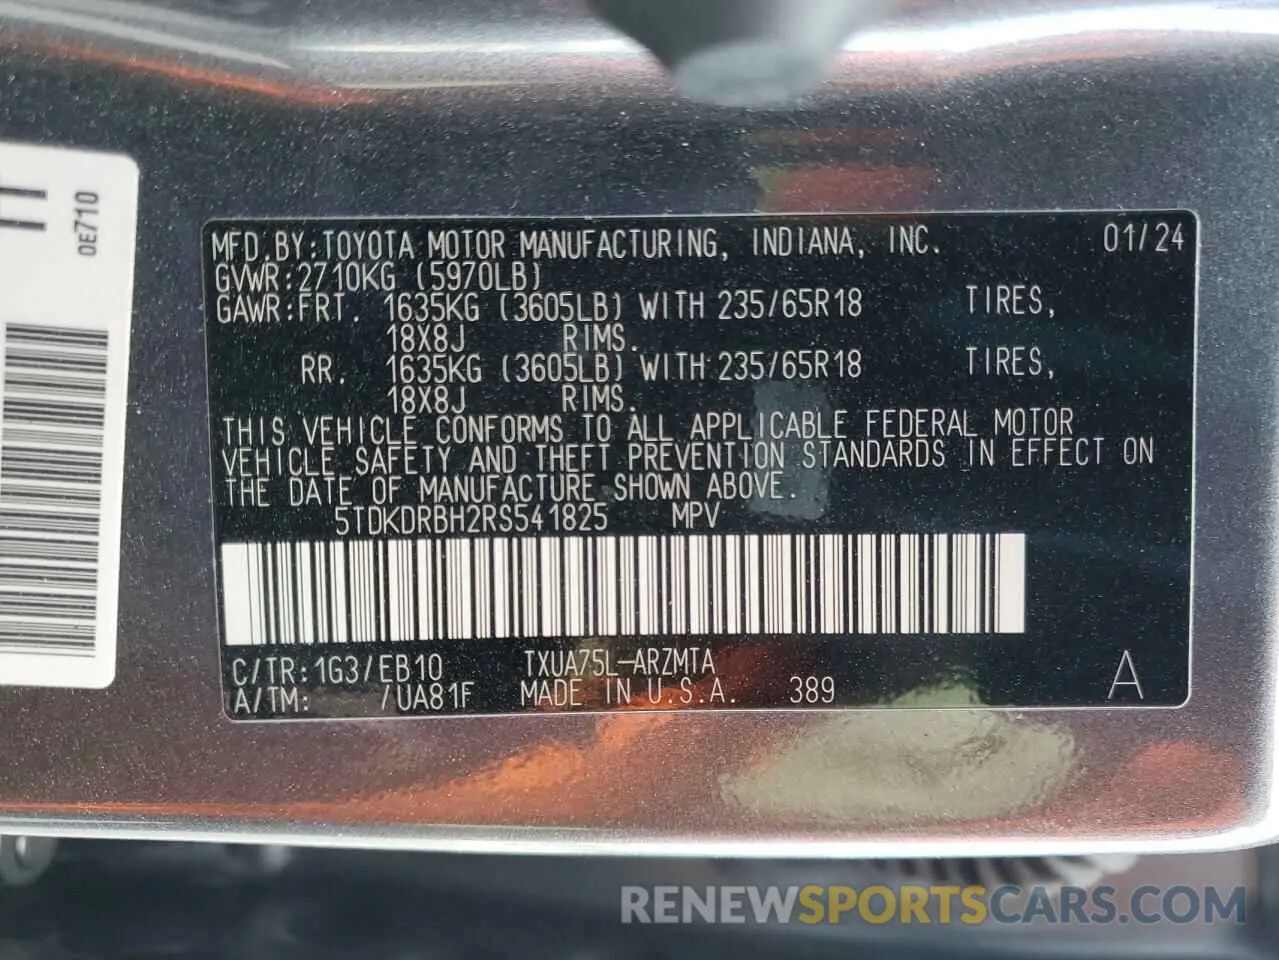 MFD.BY:TOYOTA MOTOR MANUFACTURING, INDIANA, INC. 01/24
GVWR:2710KG (5970LB)
GAWR:FRT. 1635KG (3605LB) WITH 235/65R18 TIRES,
18X8J RIMS.
RR. 1635KG (3605LB) WITH 235/65R18 TIRES,
18X8J RIMS.
THIS VEHICLE CONFORMS TO ALL APPLICABLE FEDERAL MOTOR
VEHICLE SAFETY AND THEFT PREVENTION STANDARDS IN EFFECT ON
THE DATE OF MANUFACTURE SHOWN ABOVE.
5TDKDRBH2RS541825 MPV
C/TR:1G3/EB10 TXUA75L-ARZMTA
A/TM: /UA81F MADE IN U.S.A. 389 A
0E710
RENEWSPORTSCARS.COM